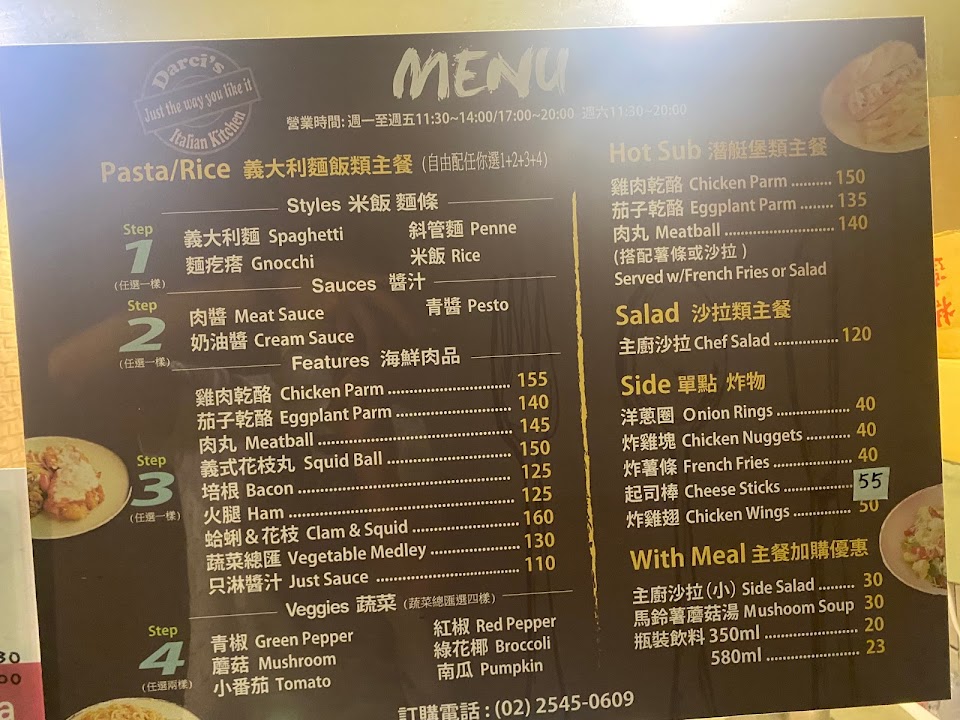 Darci's
Just the way you like it
Italian Kitchen
MENU
營業時間: 週一至週五11:30~14:00/17:00~20:00 週六11:30~20:00
Pasta/Rice 義大利麵飯類主餐 (自由配任你選1+2+3+4)
Styles 米飯 麵條
Step 1 (任選一樣)
義大利麵 Spaghetti 斜管麵 Penne
麵疙瘩 Gnocchi 米飯 Rice
Sauces 醬汁
Step 2 (任選一樣)
肉醬 Meat Sauce 青醬 Pesto
奶油醬 Cream Sauce
Features 海鮮肉品
Step 3 (任選一樣)
雞肉乾酪 Chicken Parm 155
茄子乾酪 Eggplant Parm 140
肉丸 Meatball 145
義式花枝丸 Squid Ball 150
培根 Bacon 125
火腿 Ham 125
蛤蜊&花枝 Clam & Squid 160
蔬菜總匯 Vegetable Medley 130
只淋醬汁 Just Sauce 110
Veggies 蔬菜 (蔬菜總匯選四樣)
Step 4 (任選兩樣)
青椒 Green Pepper 紅椒 Red Pepper
蘑菇 Mushroom 綠花椰 Broccoli
小番茄 Tomato 南瓜 Pumpkin
Hot Sub 潛艇堡類主餐
雞肉乾酪 Chicken Parm 150
茄子乾酪 Eggplant Parm 135
肉丸 Meatball 140
(搭配薯條或沙拉)
Served w/French Fries or Salad
Salad 沙拉類主餐
主廚沙拉 Chef Salad 120
Side 單點 炸物
洋蔥圈 Onion Rings 40
炸雞塊 Chicken Nuggets 40
炸薯條 French Fries 40
起司棒 Cheese Sticks 55
炸雞翅 Chicken Wings 50
With Meal 主餐加購優惠
主廚沙拉(小) Side Salad 30
馬鈴薯蘑菇湯 Mushoom Soup 30
瓶裝飲料 350ml 20
580ml 23
訂購電話 : (02) 2545-0609